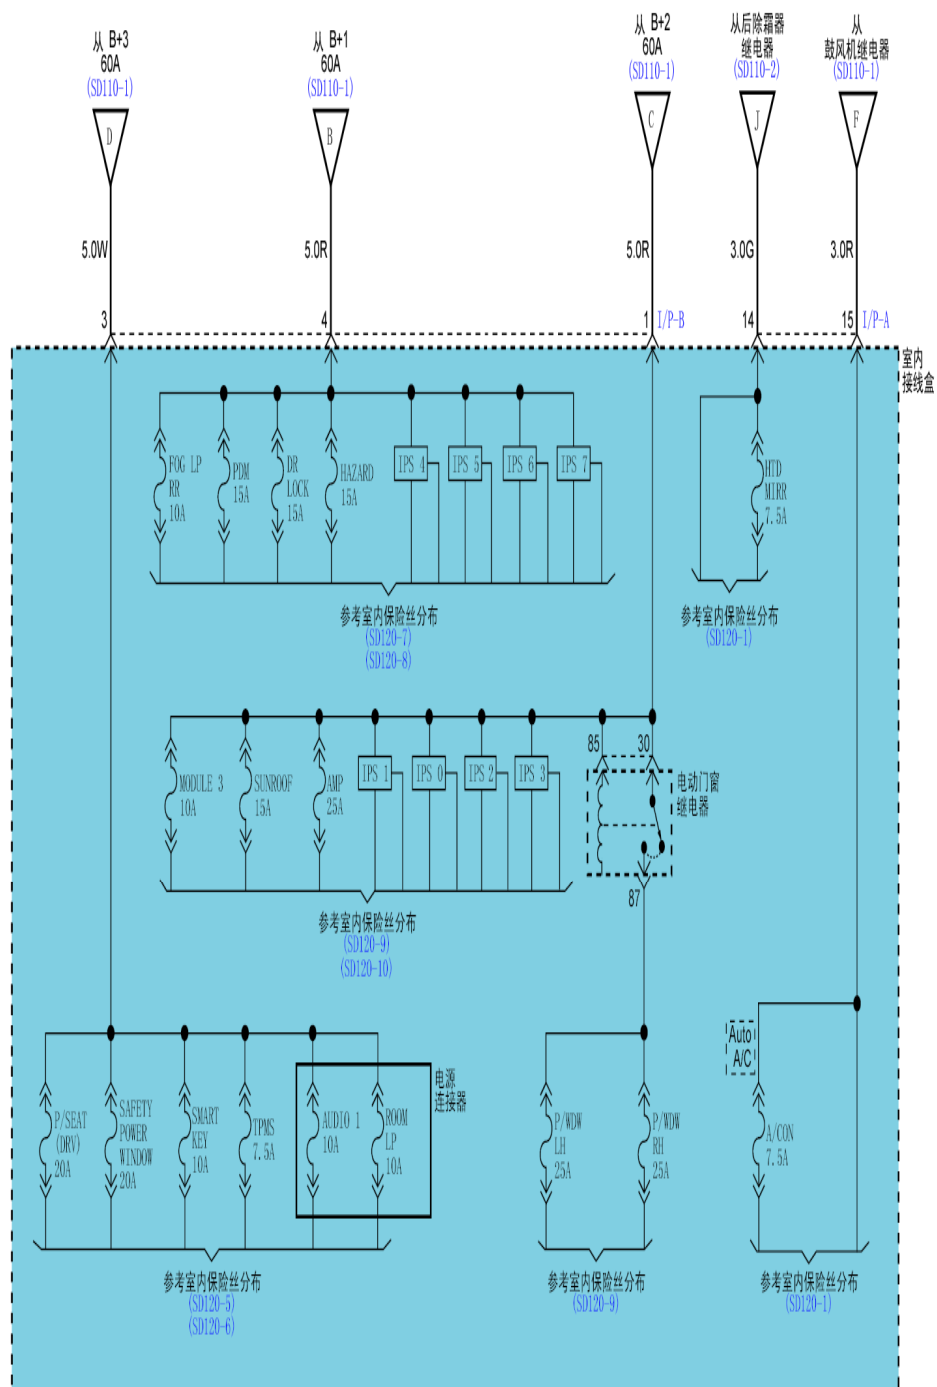 从 B+3
60A
(SD110-1)
D
从 B+1
60A
(SD110-1)
B
从 B+2
60A
(SD110-1)
C
从后除霜器
继电器
(SD110-2)
J
从
鼓风机继电器
(SD110-1)
F
5.0W
5.0R
5.0R
3.0G
3.0R
3
4
1
I/P-B
14
15
I/P-A
室内
接线盒
FOG LP
RR
10A
PDM
15A
DR
LOCK
15A
HAZARD
15A
IPS 4
IPS 5
IPS 6
IPS 7
HTD
MIRR
7.5A
参考室内保险丝分布
(SD120-7)
(SD120-8)
参考室内保险丝分布
(SD120-1)
MODULE 3
10A
SUNROOF
15A
AMP
25A
IPS 1
IPS 0
IPS 2
IPS 3
85
30
电动门窗
继电器
87
参考室内保险丝分布
(SD120-9)
(SD120-10)
P/SEAT
(DRV)
20A
SAFETY
POWER
WINDOW
20A
SMART
KEY
10A
TPMS
7.5A
AUDIO 1
10A
ROOM
LP
10A
电源
连接器
P/WDW
LH
25A
P/WDW
RH
25A
Auto
A/C
A/CON
7.5A
参考室内保险丝分布
(SD120-5)
(SD120-6)
参考室内保险丝分布
(SD120-9)
参考室内保险丝分布
(SD120-1)